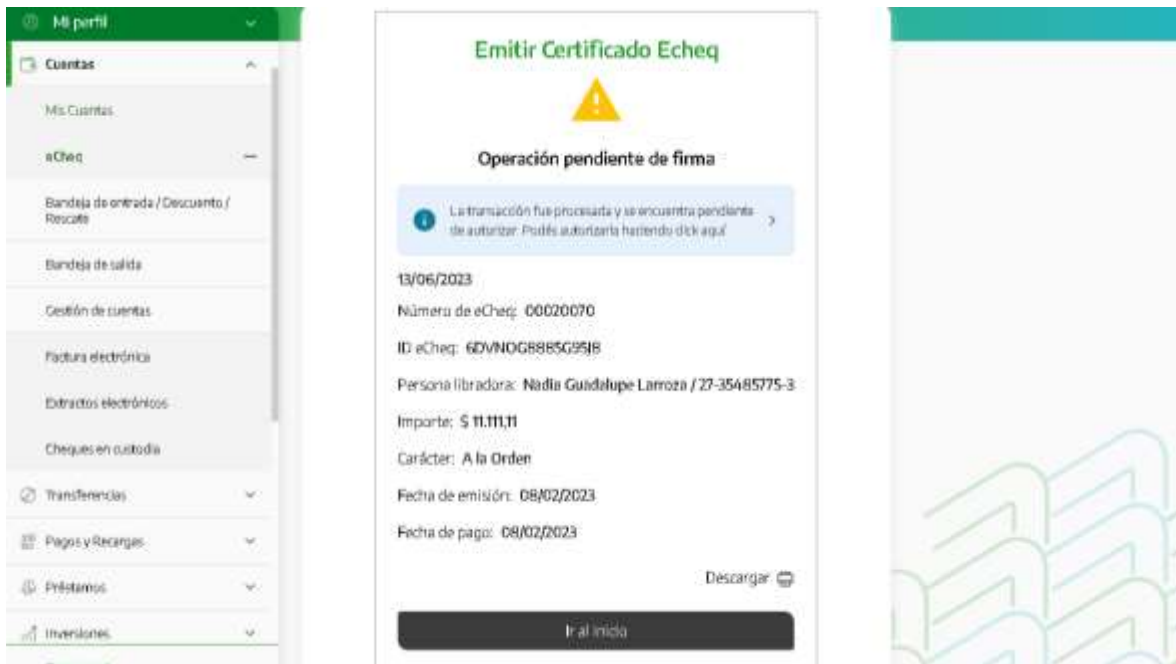 Mi perfil
Cuentas
Mis Cuentas
eCheq
Bandeja de entrada / Descuento /
Rescate
Bandeja de salida
Gestión de cuentas
Factura electrónica
Extractos electrónicos
Cheques en custodia
Transferencias
Pagos y Recargas
Préstamos
Inversiones
Emitir Certificado Echeq
Operación pendiente de firma
La transacción fue procesada y se encuentra pendiente
de autorizar. Podés autorizarla haciendo click aquí
13/06/2023
Número de eCheq: 00020070
ID eCheq: 6DVNOG8885G95J8
Persona libradora: Nadia Guadalupe Larroza / 27-35485775-3
Importe: $ 11.111,11
Carácter: A la Orden
Fecha de emisión: 08/02/2023
Fecha de pago: 08/02/2023
Descargar
Ir al inicio